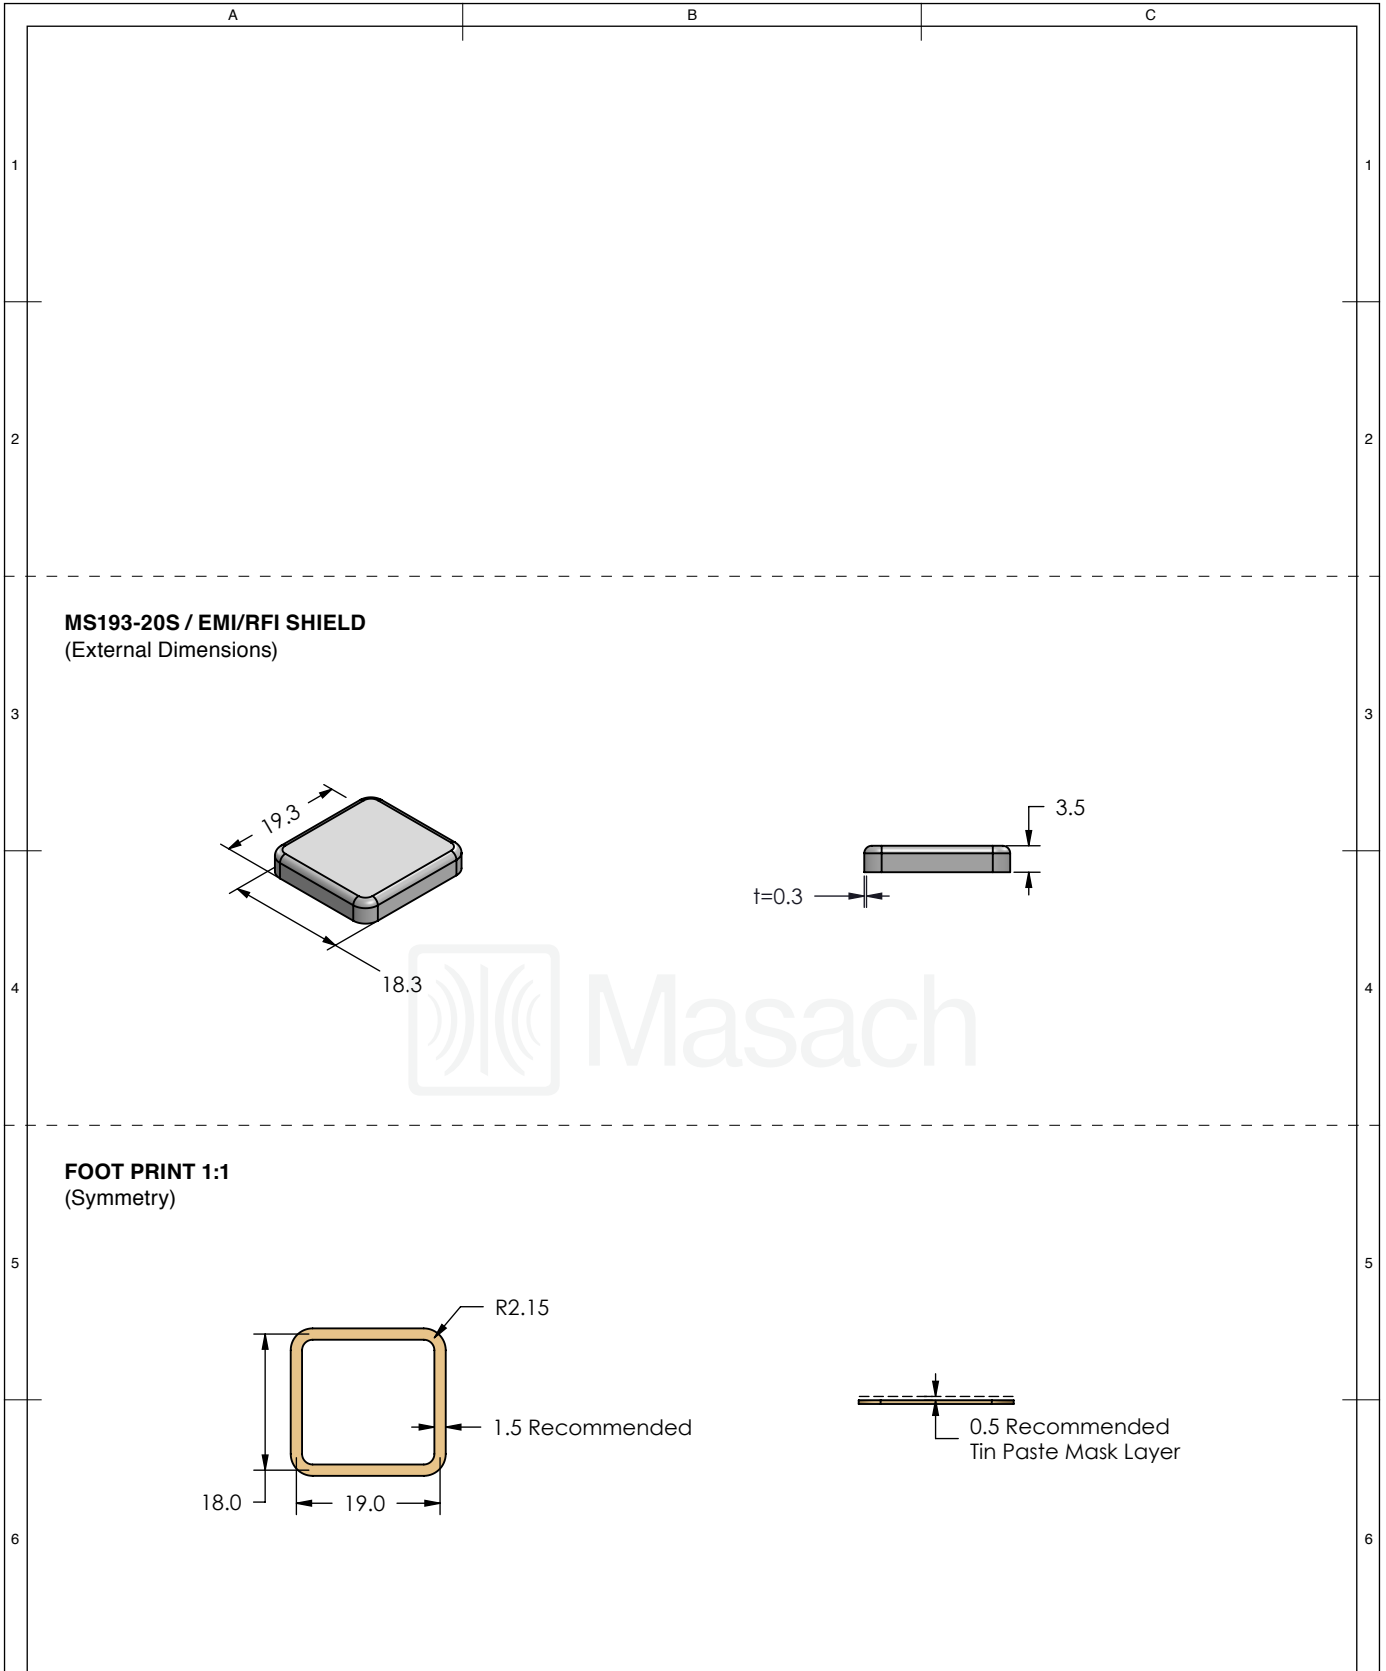 A B C
1 1
2 2
MS193-20S / EMI/RFI SHIELD
(External Dimensions)
3 3
19.3
3.5
t=0.3
18.3
4 4
Masach
FOOT PRINT 1:1
(Symmetry)
5 5
R2.15
1.5 Recommended
0.5 Recommended
Tin Paste Mask Layer
18.0
19.0
6 6